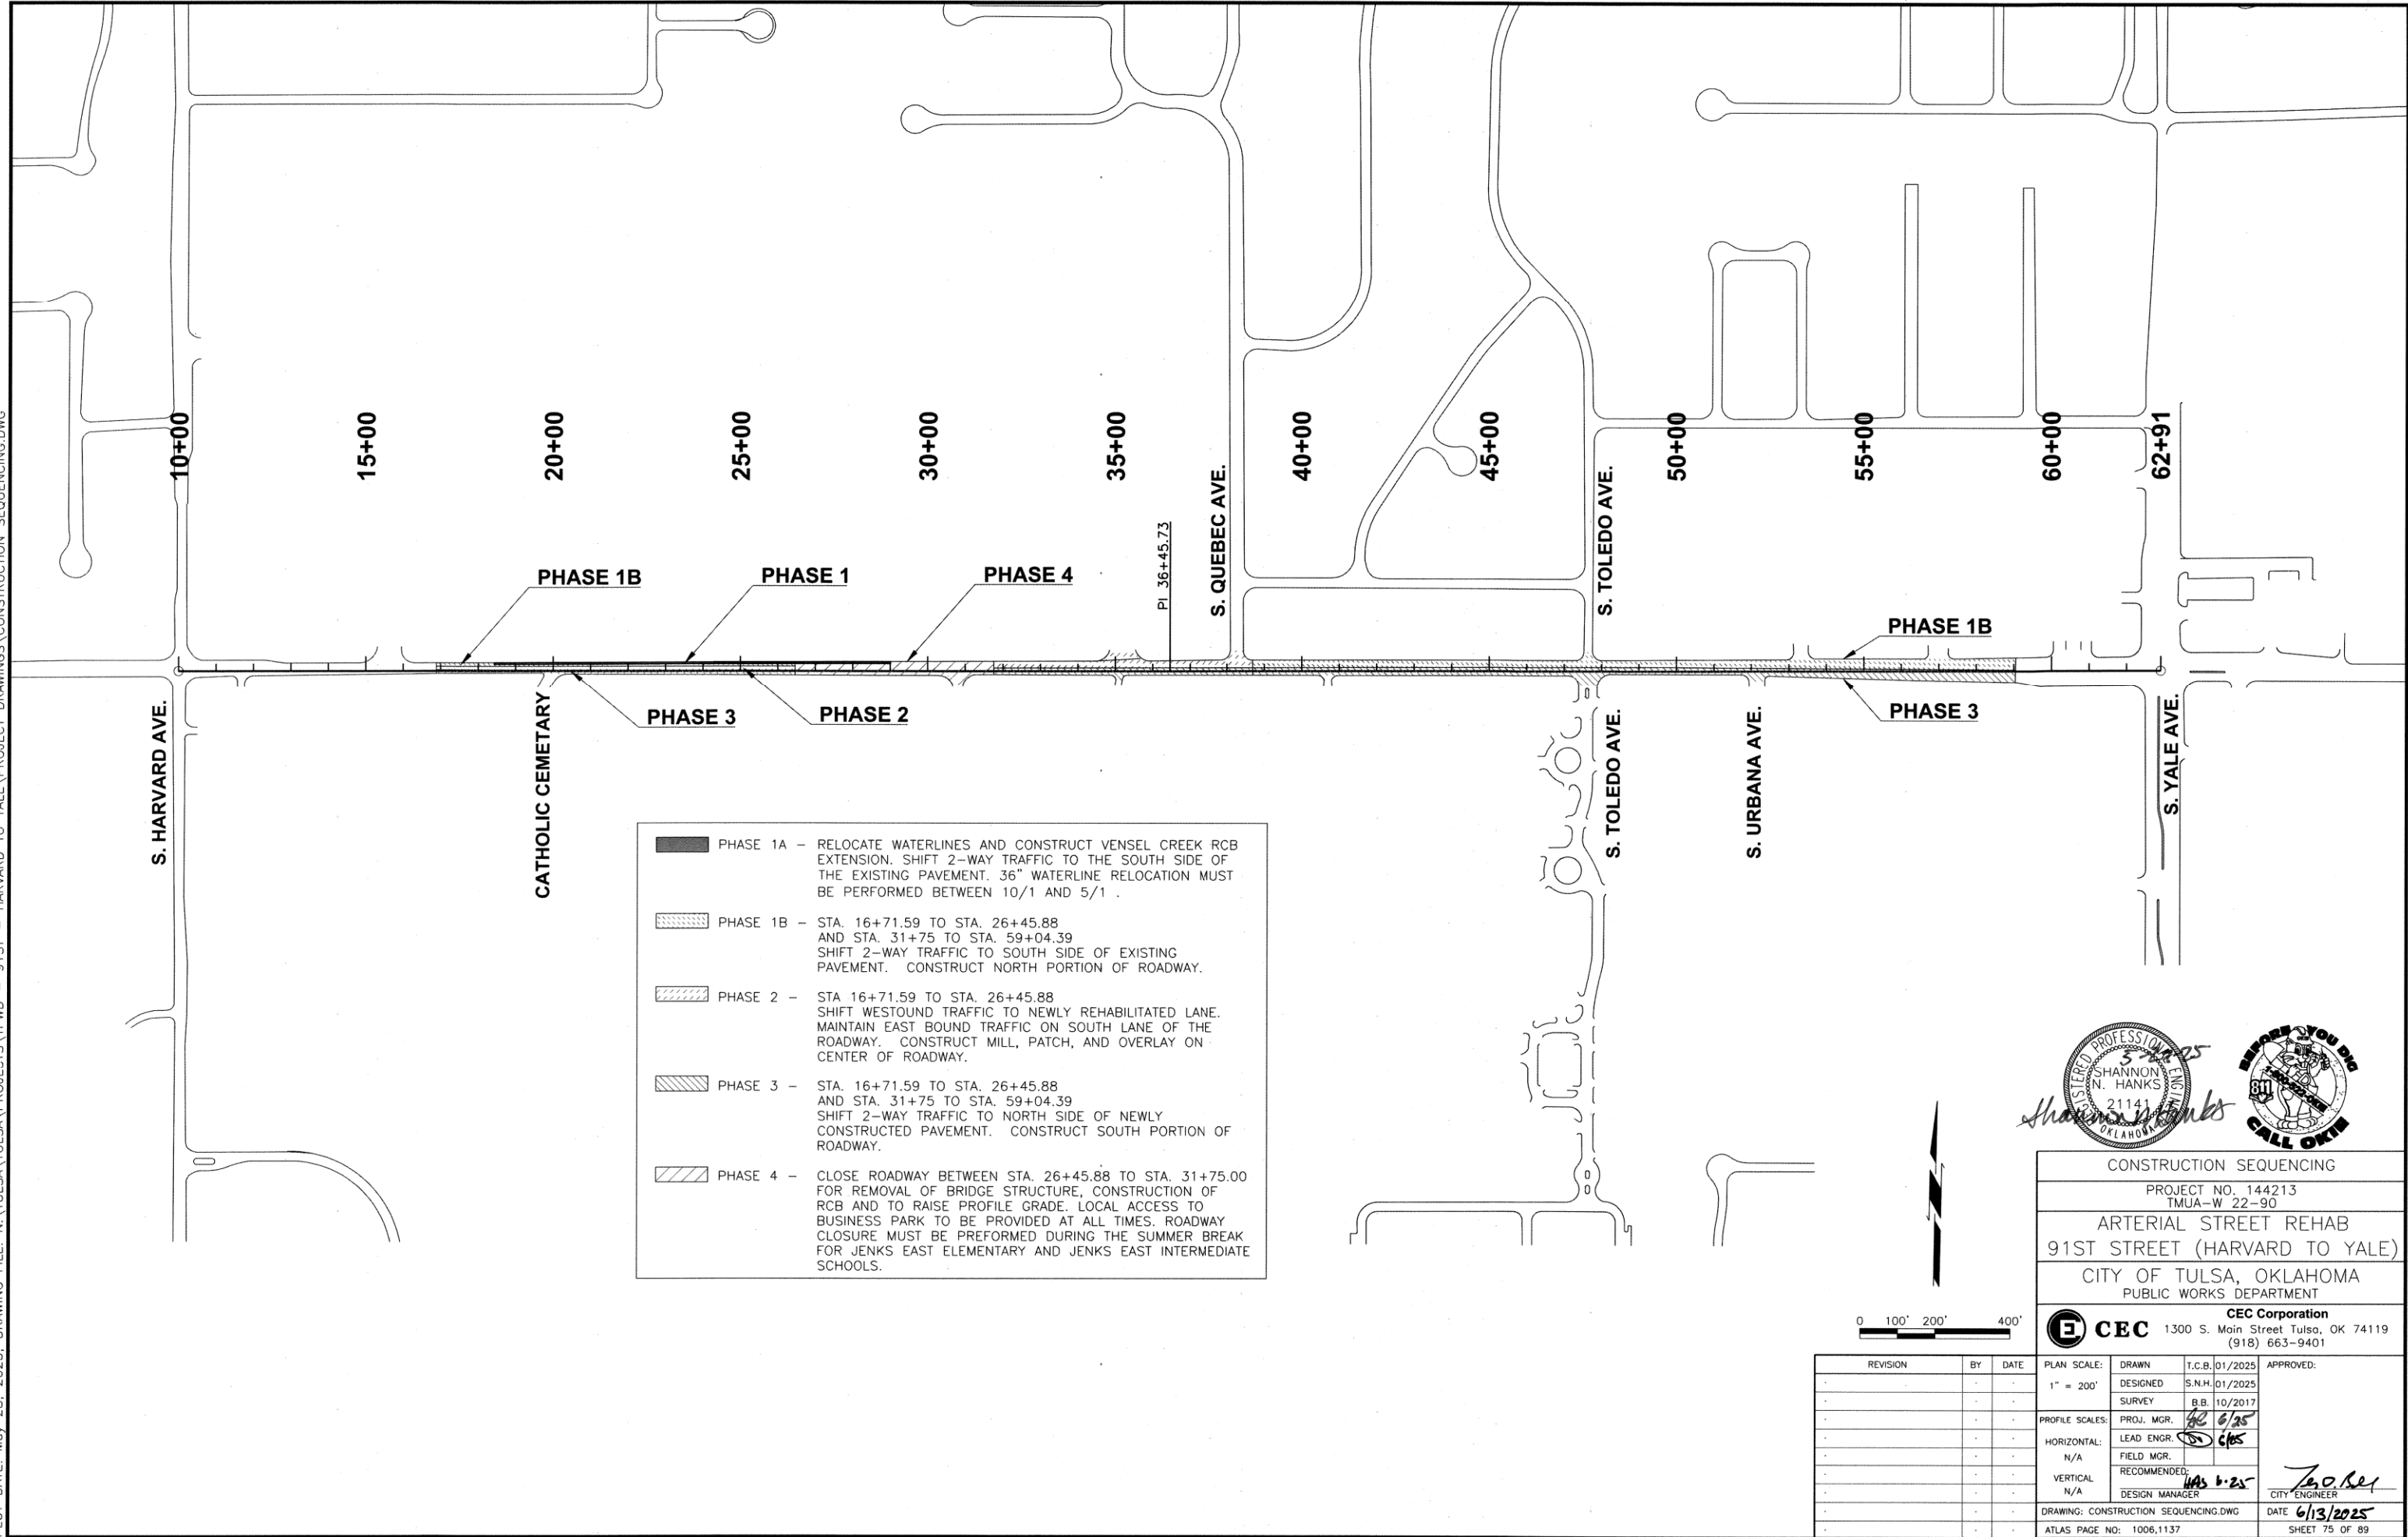 10+00
15+00
20+00
25+00
30+00
35+00
40+00
45+00
50+00
55+00
60+00
62+91
PI 36+45.73
S. QUEBEC AVE.
S. TOLEDO AVE.
PHASE 1B
PHASE 1
PHASE 4
PHASE 1B
PHASE 3
PHASE 2
PHASE 3
S. HARVARD AVE.
CATHOLIC CEMETARY
S. TOLEDO AVE.
S. URBANA AVE.
S. YALE AVE.
PHASE 1A – RELOCATE WATERLINES AND CONSTRUCT VENSEL CREEK RCB
EXTENSION. SHIFT 2–WAY TRAFFIC TO THE SOUTH SIDE OF
THE EXISTING PAVEMENT. 36" WATERLINE RELOCATION MUST
BE PERFORMED BETWEEN 10/1 AND 5/1 .
PHASE 1B – STA. 16+71.59 TO STA. 26+45.88
AND STA. 31+75 TO STA. 59+04.39
SHIFT 2–WAY TRAFFIC TO SOUTH SIDE OF EXISTING
PAVEMENT. CONSTRUCT NORTH PORTION OF ROADWAY.
PHASE 2 – STA 16+71.59 TO STA. 26+45.88
SHIFT WESTOUND TRAFFIC TO NEWLY REHABILITATED LANE.
MAINTAIN EAST BOUND TRAFFIC ON SOUTH LANE OF THE
ROADWAY. CONSTRUCT MILL, PATCH, AND OVERLAY ON
CENTER OF ROADWAY.
PHASE 3 – STA. 16+71.59 TO STA. 26+45.88
AND STA. 31+75 TO STA. 59+04.39
SHIFT 2–WAY TRAFFIC TO NORTH SIDE OF NEWLY
CONSTRUCTED PAVEMENT. CONSTRUCT SOUTH PORTION OF
ROADWAY.
PHASE 4 – CLOSE ROADWAY BETWEEN STA. 26+45.88 TO STA. 31+75.00
FOR REMOVAL OF BRIDGE STRUCTURE, CONSTRUCTION OF
RCB AND TO RAISE PROFILE GRADE. LOCAL ACCESS TO
BUSINESS PARK TO BE PROVIDED AT ALL TIMES. ROADWAY
CLOSURE MUST BE PREFORMED DURING THE SUMMER BREAK
FOR JENKS EAST ELEMENTARY AND JENKS EAST INTERMEDIATE
SCHOOLS.
REGISTERED PROFESSIONAL ENGINEER
SHANNON
N. HANKS
21141
OKLAHOMA
Shannon N Hanks
BEFORE YOU DIG
811
1-800-522-OKIE
CALL OKIE
0 100' 200' 400'
CONSTRUCTION SEQUENCING
PROJECT NO. 144213
TMUA–W 22–90
ARTERIAL STREET REHAB
91ST STREET (HARVARD TO YALE)
CITY OF TULSA, OKLAHOMA
PUBLIC WORKS DEPARTMENT
E CEC
CEC Corporation
1300 S. Main Street Tulsa, OK 74119
(918) 663–9401
REVISION BY DATE
PLAN SCALE:
1" = 200'
PROFILE SCALES:
HORIZONTAL:
N/A
VERTICAL
N/A
DRAWN T.C.B. 01/2025
DESIGNED S.N.H. 01/2025
SURVEY B.B. 10/2017
PROJ. MGR. 6/25
LEAD ENGR. 6/25
FIELD MGR.
RECOMMENDED: 6-25
DESIGN MANAGER
APPROVED:
CITY ENGINEER
DRAWING: CONSTRUCTION SEQUENCING.DWG
DATE 6/13/2025
ATLAS PAGE NO: 1006,1137
SHEET 75 OF 89